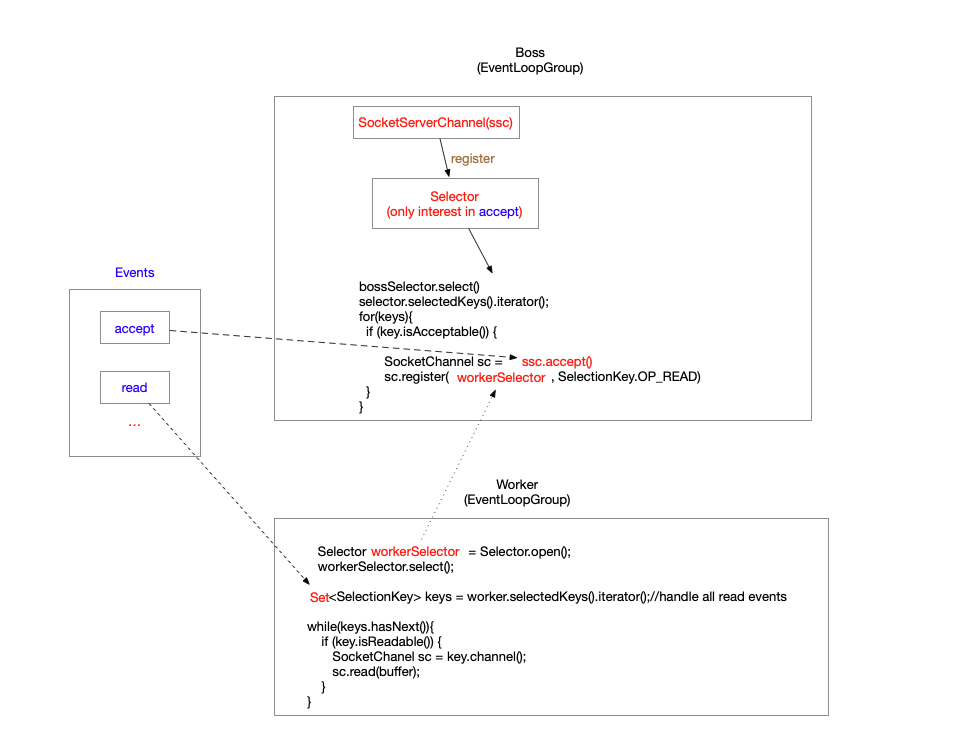 Boss
(EventLoopGroup)
SocketServerChannel(ssc)
register
Selector
(only interest in accept)
Events
accept
read
...
bossSelector.select()
selector.selectedKeys().iterator();
for(keys){
if (key.isAcceptable()) {
SocketChannel sc = ssc.accept()
sc.register( workerSelector , SelectionKey.OP_READ)
}
}
Worker
(EventLoopGroup)
Selector workerSelector = Selector.open();
workerSelector.select();
Set<SelectionKey> keys = worker.selectedKeys().iterator();//handle all read events
while(keys.hasNext()){
if (key.isReadable()) {
SocketChanel sc = key.channel();
sc.read(buffer);
}
}